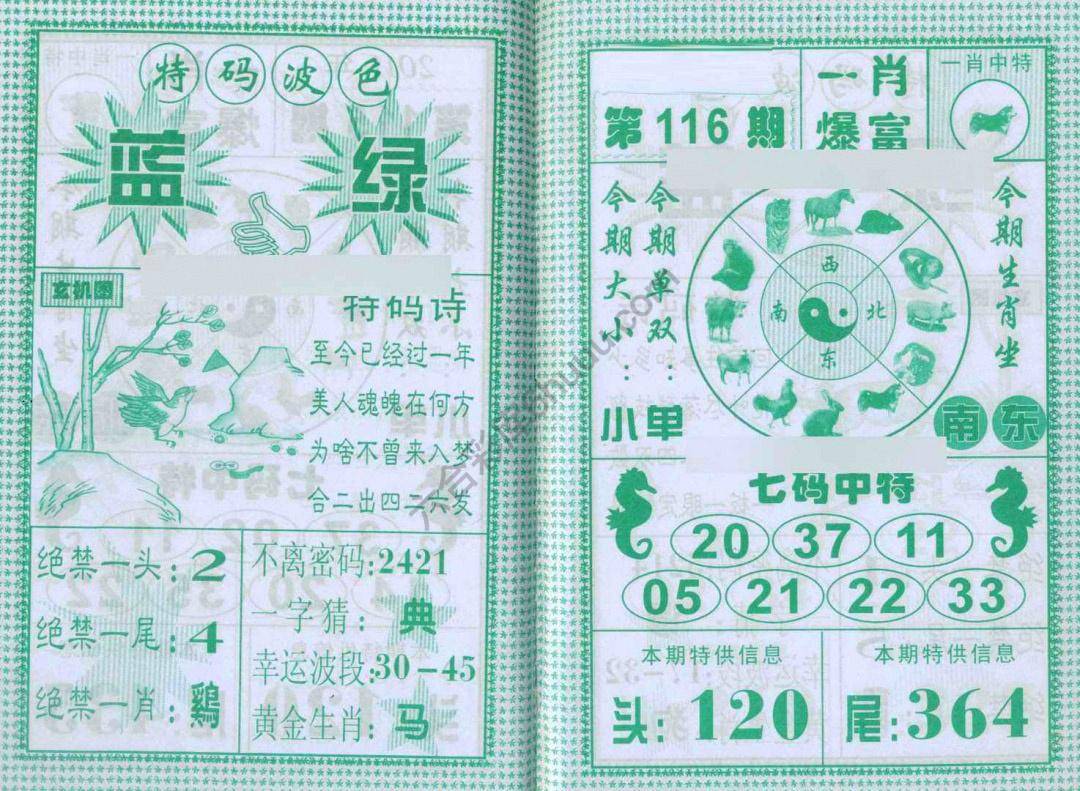 特码波色
蓝 绿
玄机图
特码诗
至今已经过一年
美人魂魄在何方
为啥不曾来入梦
合二出四二六发
绝禁一头:2
绝禁一尾:4
绝禁一肖:鷄
不离密码:2421
一字猜:典
幸运波段:30-45
黄金生肖:马
第116期
一肖
爆富
一肖中特
今期大小:小
今期单双:单
西
南 北
东
今期生肖坐
南东
七码中特
20 37 11
05 21 22 33
本期特供信息
头:120
本期特供信息
尾:364